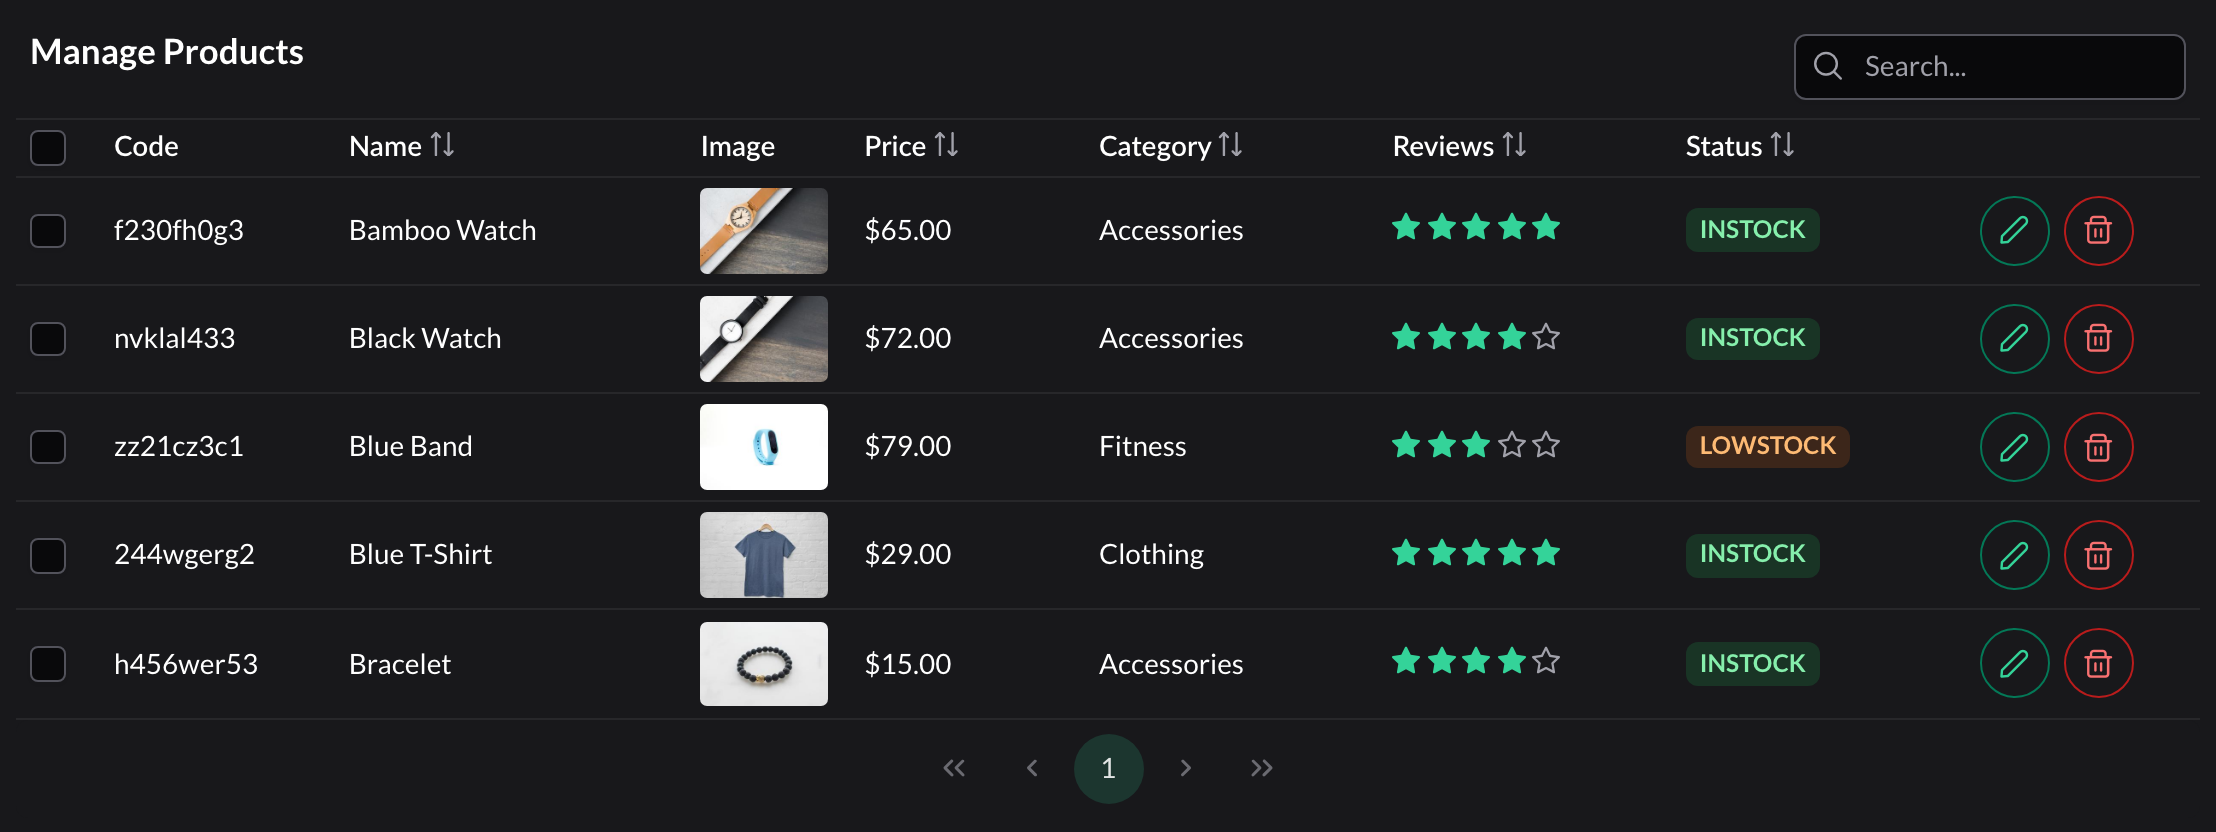 Manage Products
Search...
Code Name Image Price Category Reviews Status
f230fh0g3 Bamboo Watch $65.00 Accessories INSTOCK
nvklal433 Black Watch $72.00 Accessories INSTOCK
zz21cz3c1 Blue Band $79.00 Fitness LOWSTOCK
244wgerg2 Blue T-Shirt $29.00 Clothing INSTOCK
h456wer53 Bracelet $15.00 Accessories INSTOCK
1